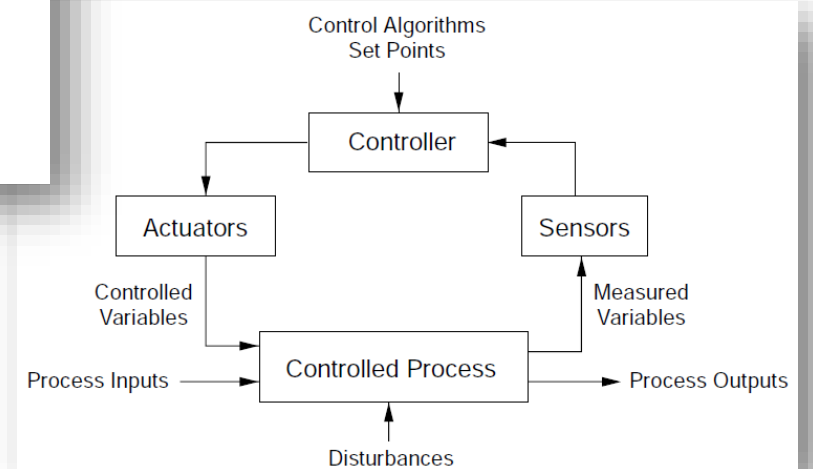 Control Algorithms
Set Points
Controller
Actuators
Sensors
Controlled
Variables
Measured
Variables
Controlled Process
Process Inputs
Process Outputs
Disturbances